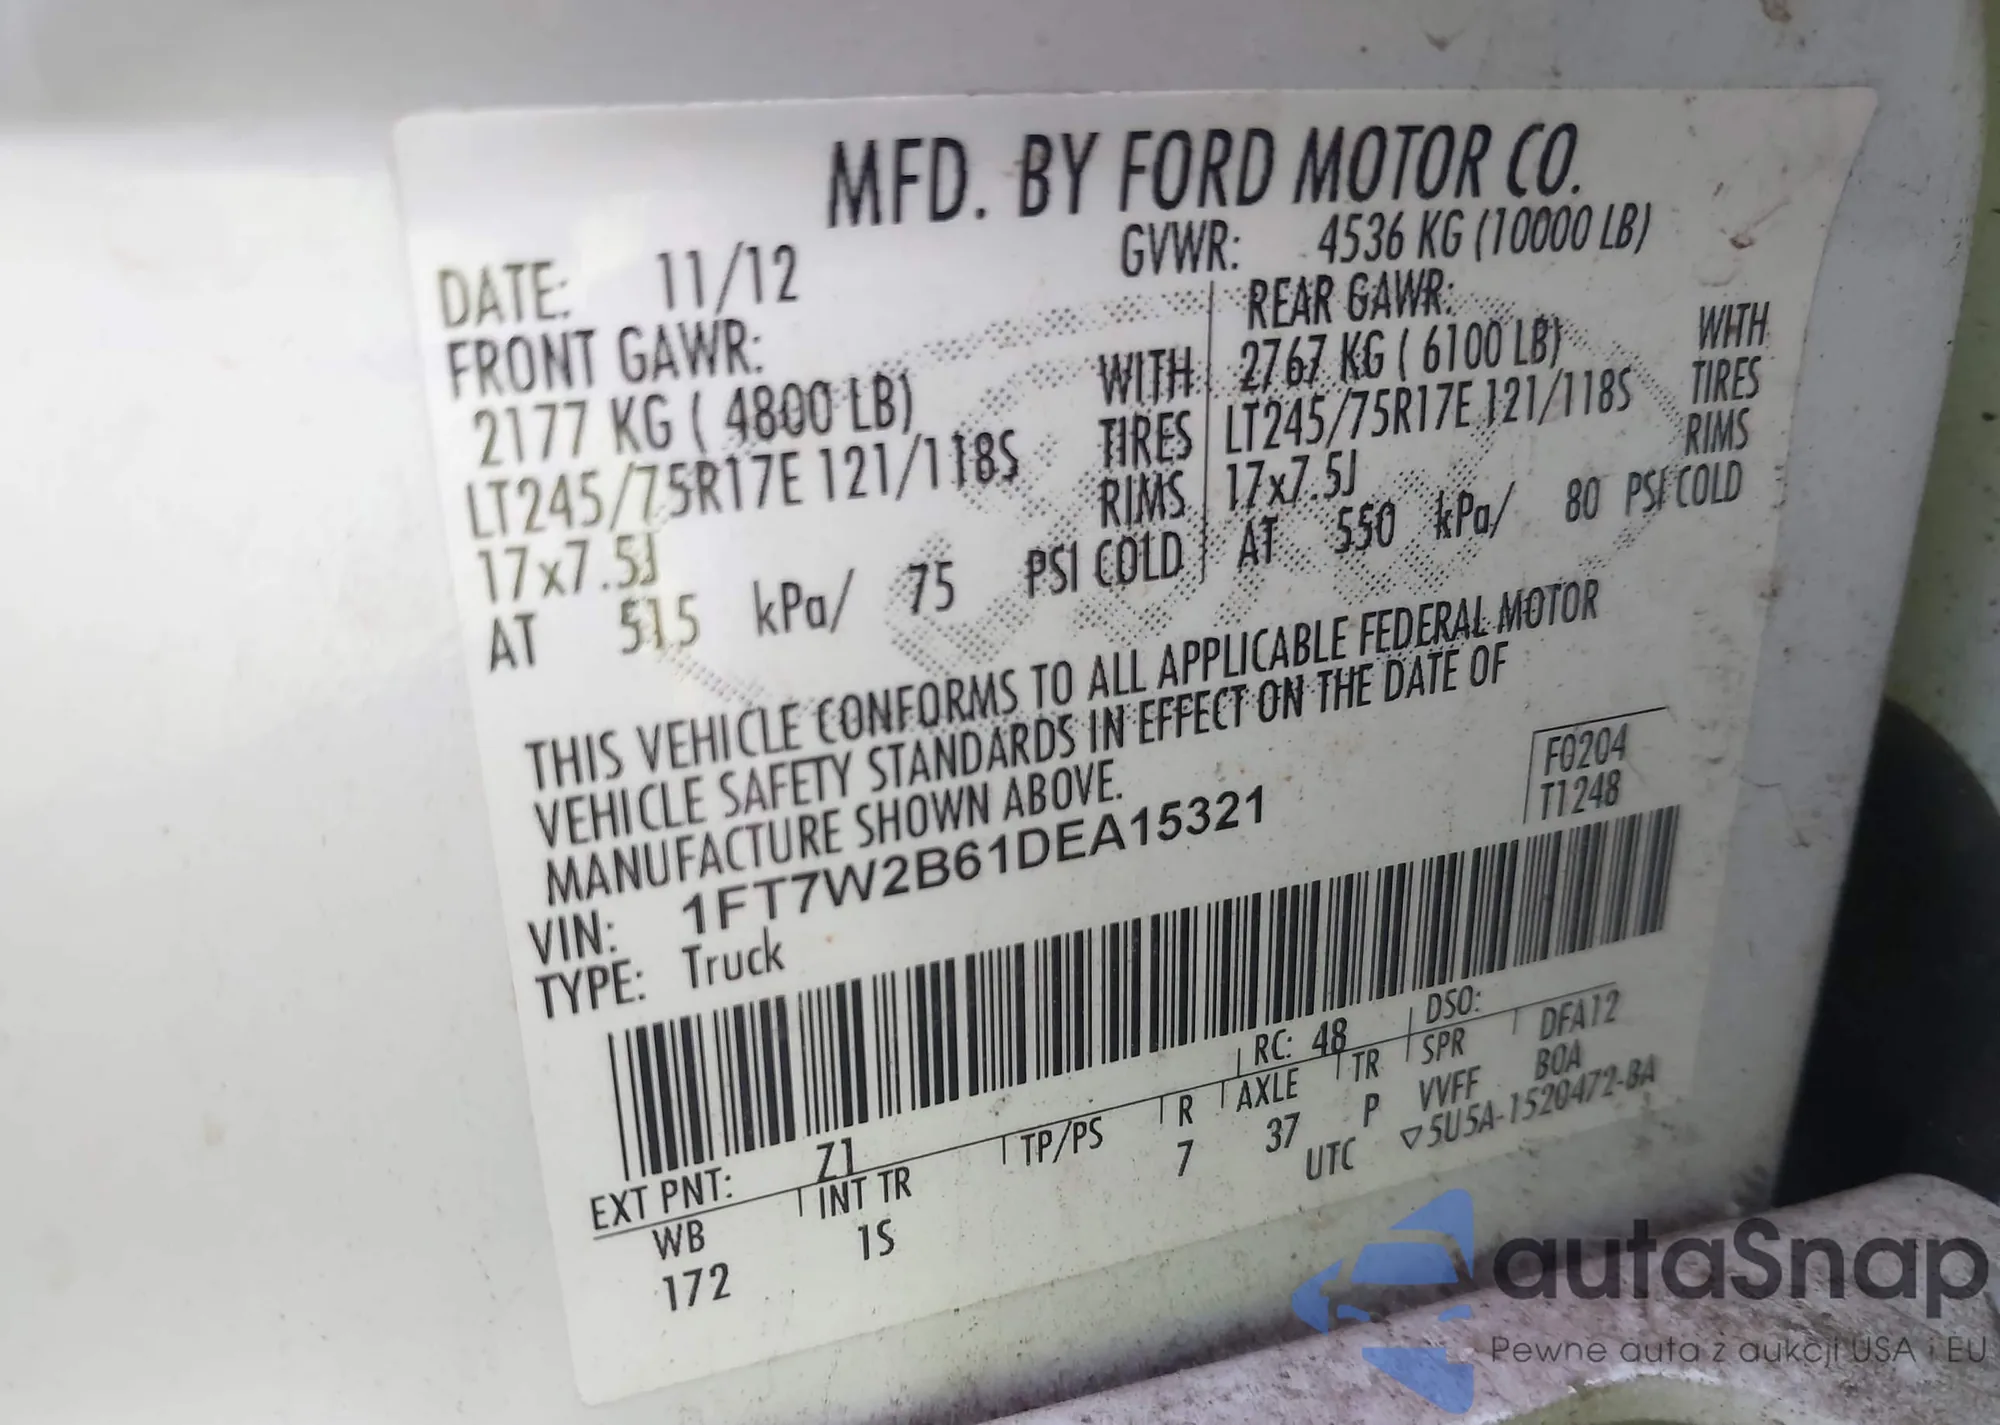 MFD. BY FORD MOTOR CO.
DATE: 11/12 GVWR: 4536 KG (10000 LB)
FRONT GAWR: REAR GAWR:
2177 KG ( 4800 LB) WITH 2767 KG ( 6100 LB) WITH
LT245/75R17E 121/118S TIRES LT245/75R17E 121/118S TIRES
17x7.5J RIMS 17x7.5J RIMS
AT 515 kPa/ 75 PSI COLD AT 550 kPa/ 80 PSI COLD
THIS VEHICLE CONFORMS TO ALL APPLICABLE FEDERAL MOTOR
VEHICLE SAFETY STANDARDS IN EFFECT ON THE DATE OF
MANUFACTURE SHOWN ABOVE.
F0204
T1248
VIN: 1FT7W2B61DEA15321
TYPE: Truck
EXT PNT: Z1 RC: 48 DSO:
WB INT TR TP/PS R AXLE TR SPR DFA12
172 1S 7 37 P VVFF BOA
UTC ▽5U5A-1520472-BA
autaSnap
Pewne auta z aukcji USA i EU